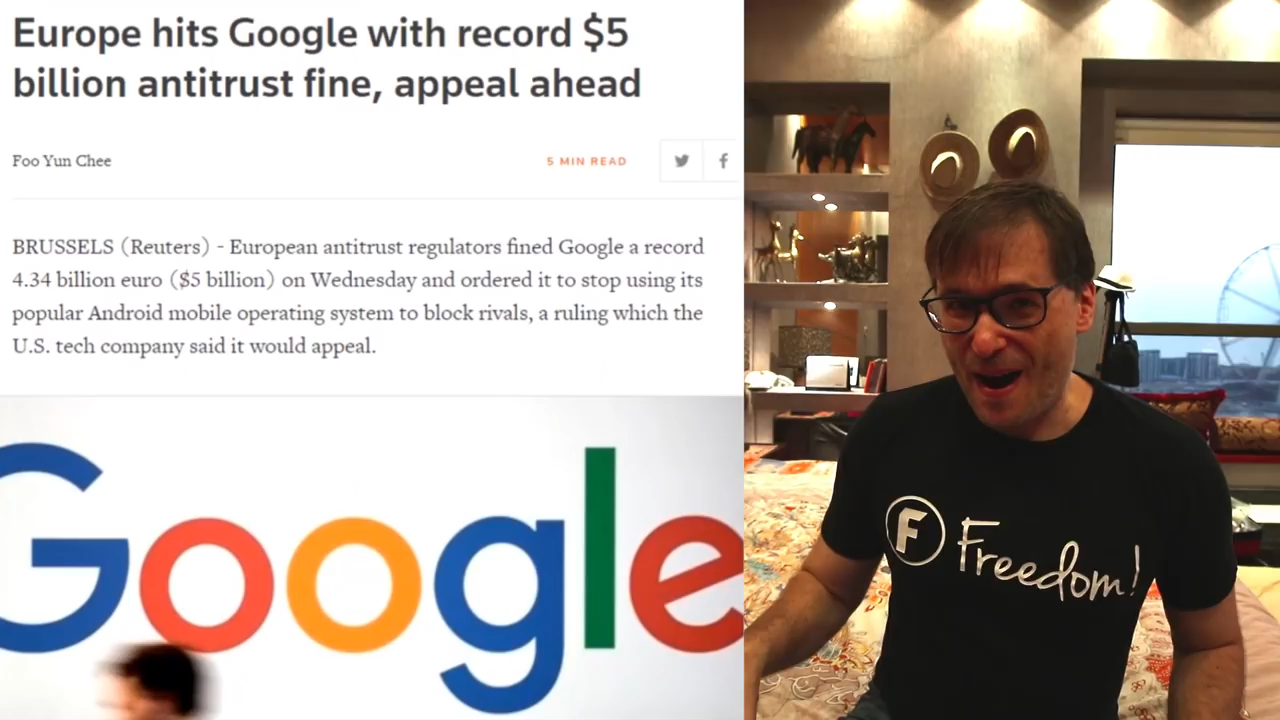 Europe hits Google with record $5
billion antitrust fine, appeal ahead
Foo Yun Chee
5 MIN READ
BRUSSELS (Reuters) - European antitrust regulators fined Google a record
4.34 billion euro ($5 billion) on Wednesday and ordered it to stop using its
popular Android mobile operating system to block rivals, a ruling which the
U.S. tech company said it would appeal.
Google
F Freedom!